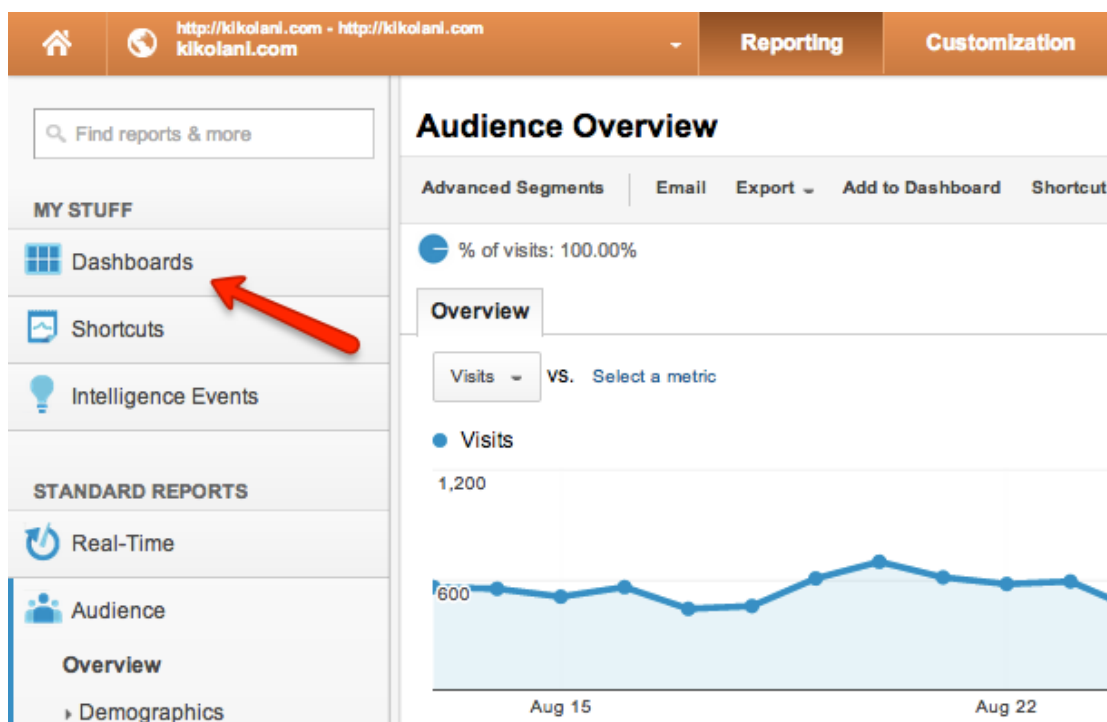 http://kikolani.com - http://kikolani.com
kikolani.com
Reporting
Customization
Find reports & more
MY STUFF
Dashboards
Shortcuts
Intelligence Events
STANDARD REPORTS
Real-Time
Audience
Overview
Demographics
Audience Overview
Advanced Segments Email Export Add to Dashboard Shortcut
% of visits: 100.00%
Overview
Visits VS. Select a metric
Visits
1,200
600
Aug 15 Aug 22